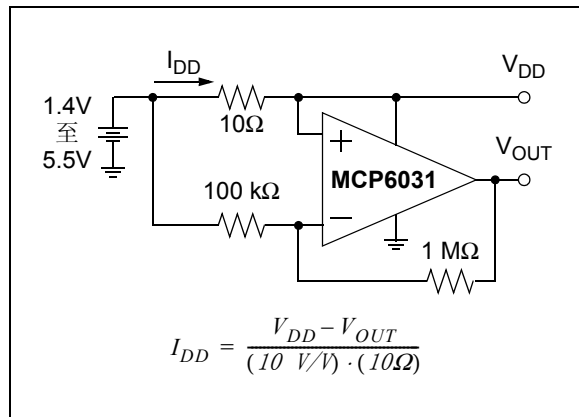 I_DD
V_DD
1.4V
至
5.5V
10Ω
V_OUT
+
MCP6031
100 kΩ
−
1 MΩ
I_DD = (V_DD − V_OUT) / ((10 V/V) · (10Ω))